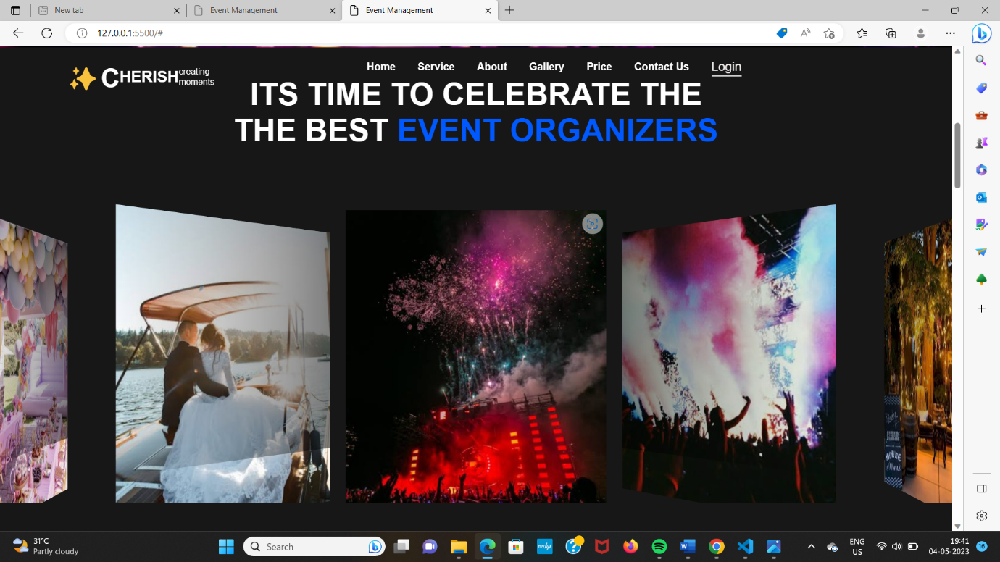 New tab
Event Management
Event Management
127.0.0.1:5500/#
CHERISH creating
moments
Home Service About Gallery Price Contact Us Login
ITS TIME TO CELEBRATE THE
THE BEST EVENT ORGANIZERS
31°C
Partly cloudy
Search
myhp
ENG
US
19:41
04-05-2023
16